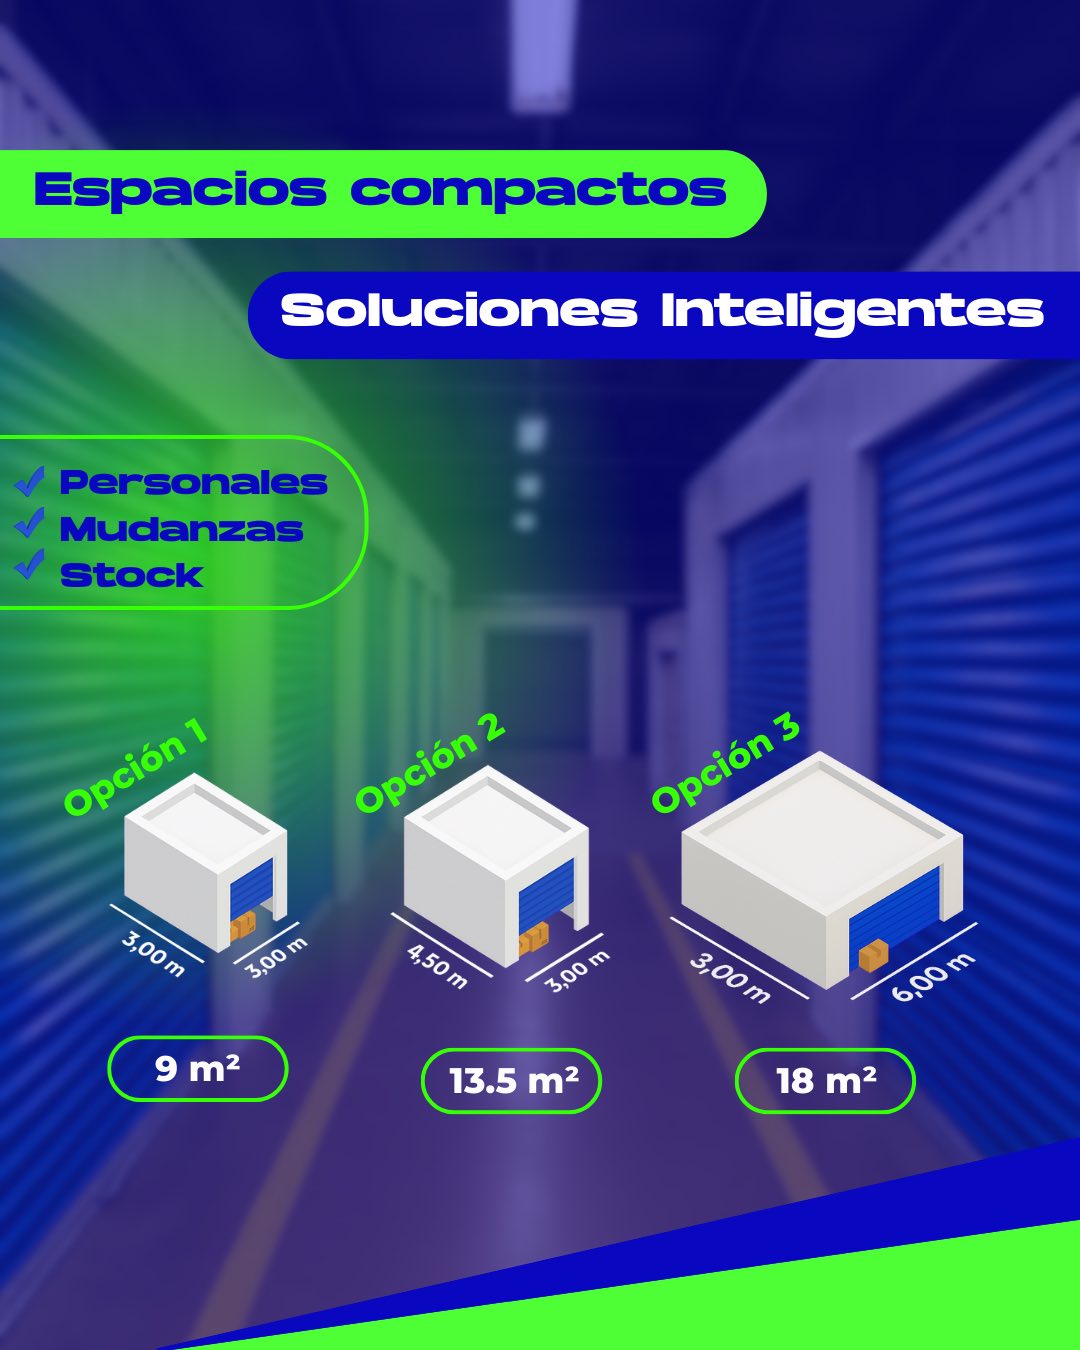 Espacios compactos
Soluciones Inteligentes
Personales
Mudanzas
Stock
Opción 1
Opción 2
Opción 3
3,00 m
3,00 m
4,50 m
3,00 m
3,00 m
6,00 m
9 m²
13.5 m²
18 m²